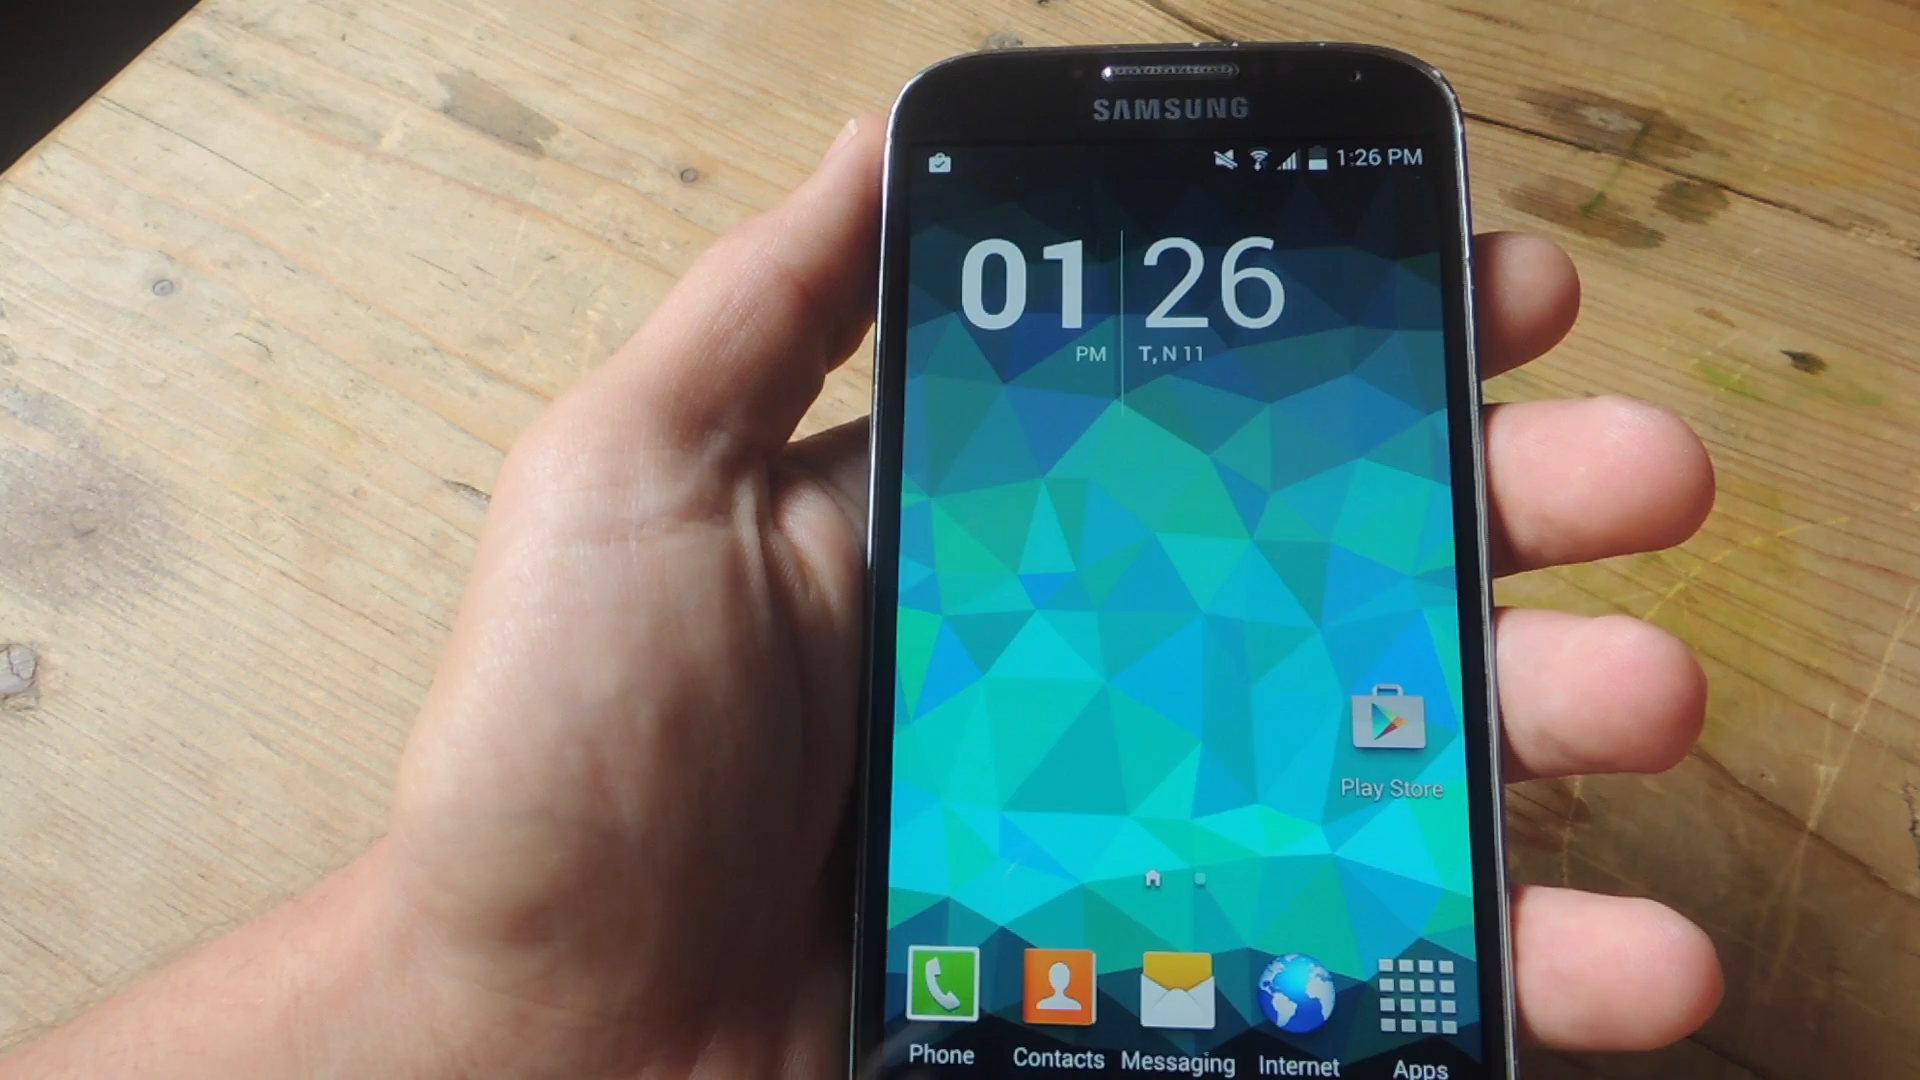 SAMSUNG
1:26 PM
01 26
PM T, N 11
Play Store
Phone Contacts Messaging Internet Apps